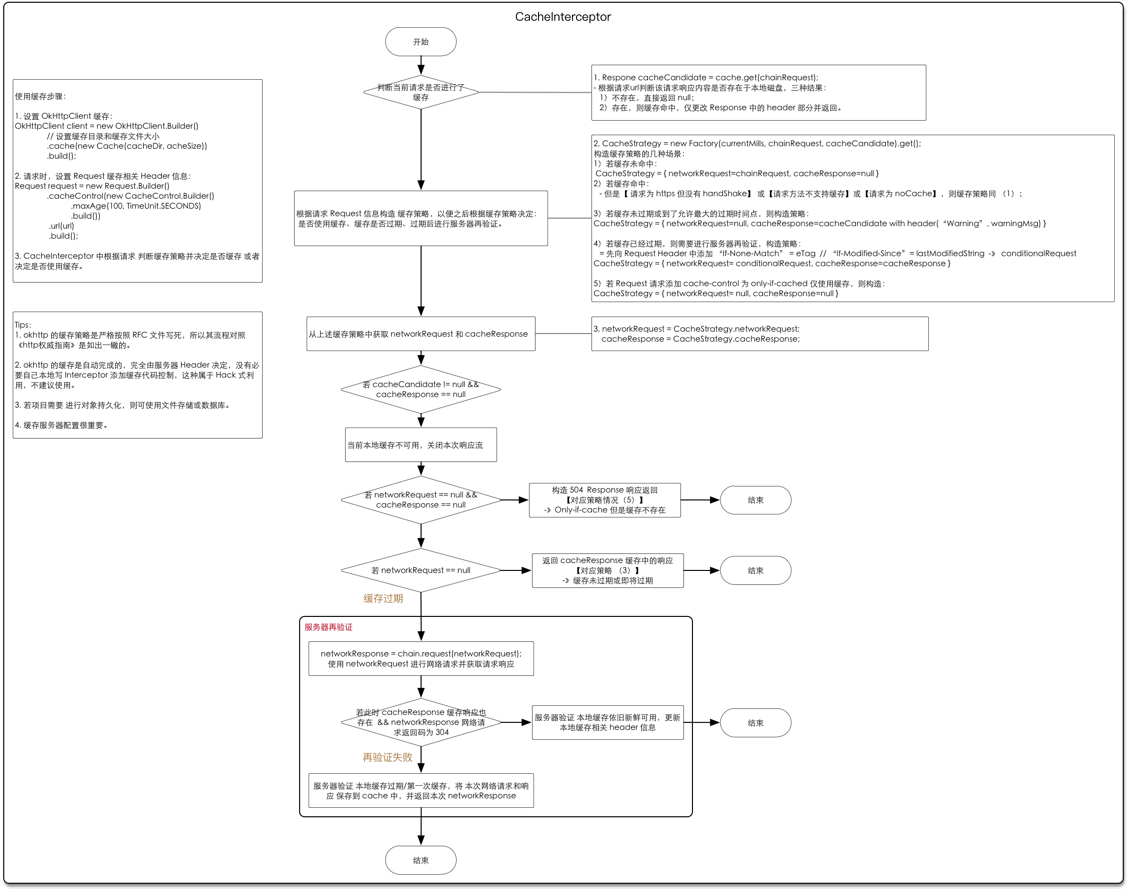 CacheInterceptor
开始
判断当前请求是否进行了
缓存
1. Respone cacheCandidate = cache.get(chainRequest);
- 根据请求url判断该请求响应内容是否存在于本地磁盘，三种结果：
1）不存在，直接返回 null;
2）存在，则缓存命中，仅更改 Response 中的 header 部分并返回。
使用缓存步骤：
1. 设置 OkHttpClient 缓存：
OkHttpClient client = new OkHttpClient.Builder()
// 设置缓存目录和缓存文件大小
.cache(new Cache(cacheDir, acheSize))
.build();
2. 请求时，设置 Request 缓存相关 Header 信息：
Request request = new Request.Builder()
.cacheControl(new CacheControl.Builder()
.maxAge(100, TimeUnit.SECONDS)
.build())
.url(url)
.build();
3. CacheInterceptor 中根据请求 判断缓存策略并决定是否缓存 或者
决定是否使用缓存。
根据请求 Request 信息构造 缓存策略，以便之后根据缓存策略决定：
是否使用缓存、缓存是否过期、过期后进行服务器再验证。
2. CacheStrategy = new Factory(currentMills, chainRequest, cacheCandidate).get();
构造缓存策略的几种场景：
1）若缓存未命中：
CacheStrategy = { networkRequest=chainRequest, cacheResponse=null }
2）若缓存命中：
- 但是【 请求为 https 但没有 handShake】 或【请求方法不支持缓存】或【请求为 noCache】，则缓存策略同 （1）；
3）若缓存未过期或到了允许最大的过期时间点，则构造策略：
CacheStrategy = { networkRequest=null, cacheResponse=cacheCandidate with header( “Warning”, warningMsg) }
4）若缓存已经过期，则需要进行服务器再验证，构造策略：
= 先向 Request Header 中添加 “If-None-Match” = eTag // “If-Modified-Since” = lastModifiedString -》 conditionalRequest
CacheStrategy = { networkRequest= conditionalRequest, cacheResponse=cacheResponse }
5）若 Request 请求添加 cache-control 为 only-if-cached 仅使用缓存，则构造：
CacheStrategy = { networkRequest= null, cacheResponse=null }
Tips:
1. okhttp 的缓存策略是严格按照 RFC 文件写死，所以其流程对照
《http权威指南》是如出一辙的。
2. okhttp 的缓存是自动完成的，完全由服务器 Header 决定，没有必
要自己本地写 Interceptor 添加缓存代码控制，这种属于 Hack 式利
用，不建议使用。
3. 若项目需要 进行对象持久化，则可使用文件存储或数据库。
4. 缓存服务器配置很重要。
从上述缓存策略中获取 networkRequest 和 cacheResponse
3. networkRequest = CacheStrategy.networkRequest;
cacheResponse = CacheStrategy.cacheResponse;
若 cacheCandidate != null &&
cacheResponse == null
当前本地缓存不可用，关闭本次响应流
若 networkRequest == null &&
cacheResponse == null
构造 504 Response 响应返回
【对应策略情况（5）】
-》 Only-if-cache 但是缓存不存在
结束
若 networkRequest == null
返回 cacheResponse 缓存中的响应
【对应策略 （3）】
-》 缓存未过期或即将过期
结束
缓存过期
服务器再验证
networkResponse = chain.request(networkRequest);
使用 networkRequest 进行网络请求并获取请求响应
若此时 cacheResponse 缓存响应也
存在 && networkResponse 网络请
求返回码为 304
服务器验证 本地缓存依旧新鲜可用，更新
本地缓存相关 header 信息
结束
再验证失败
服务器验证 本地缓存过期/第一次缓存，将 本次网络请求和响
应 保存到 cache 中，并返回本次 networkResponse
结束